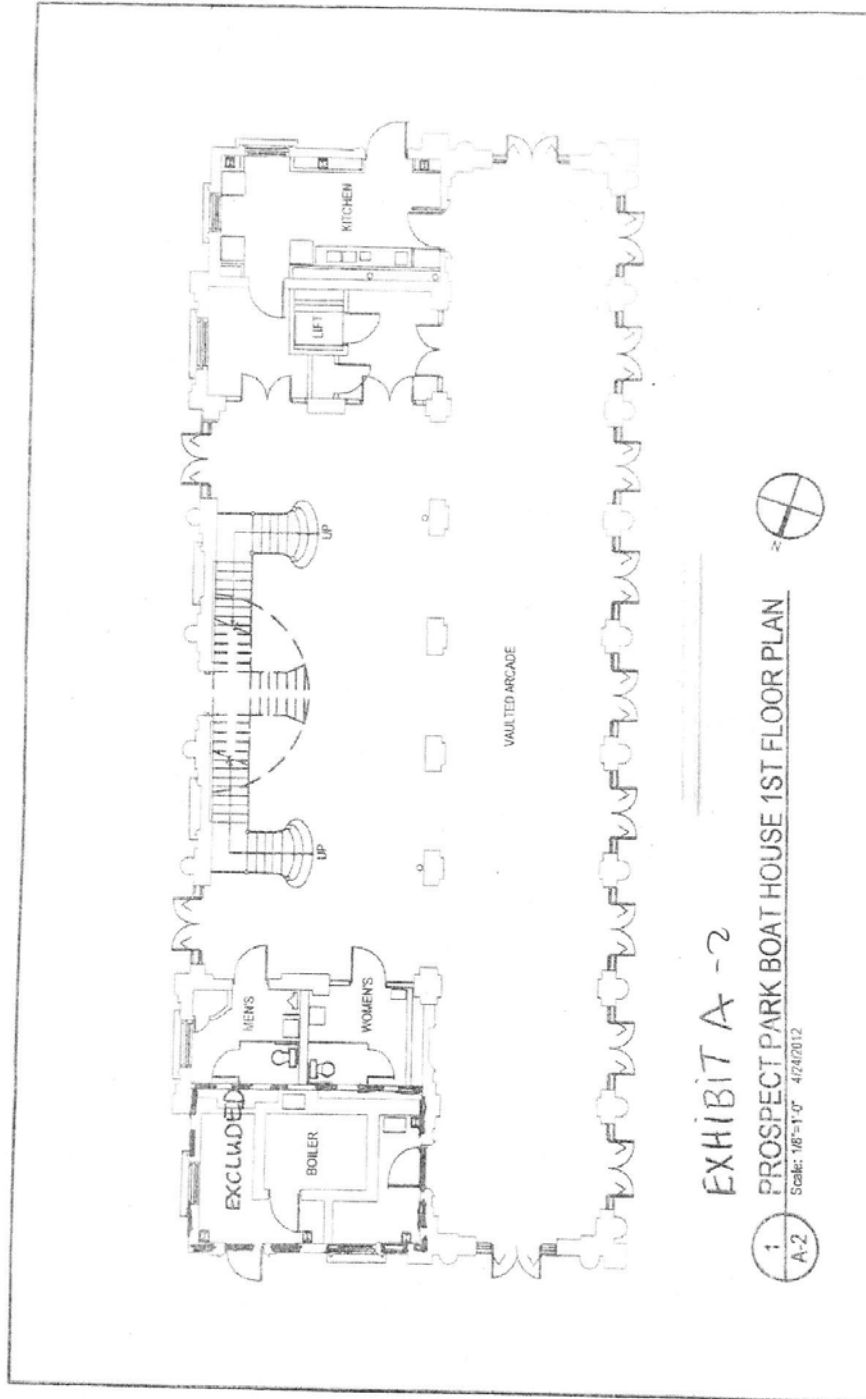 EXCLUDED
BOILER
MEN'S
WOMEN'S
UP
UP
LIFT
KITCHEN
VAULTED ARCADE
EXHIBIT A-2
1
A-2
PROSPECT PARK BOAT HOUSE 1ST FLOOR PLAN
Scale: 1/8"=1'-0" 4/24/2012
N